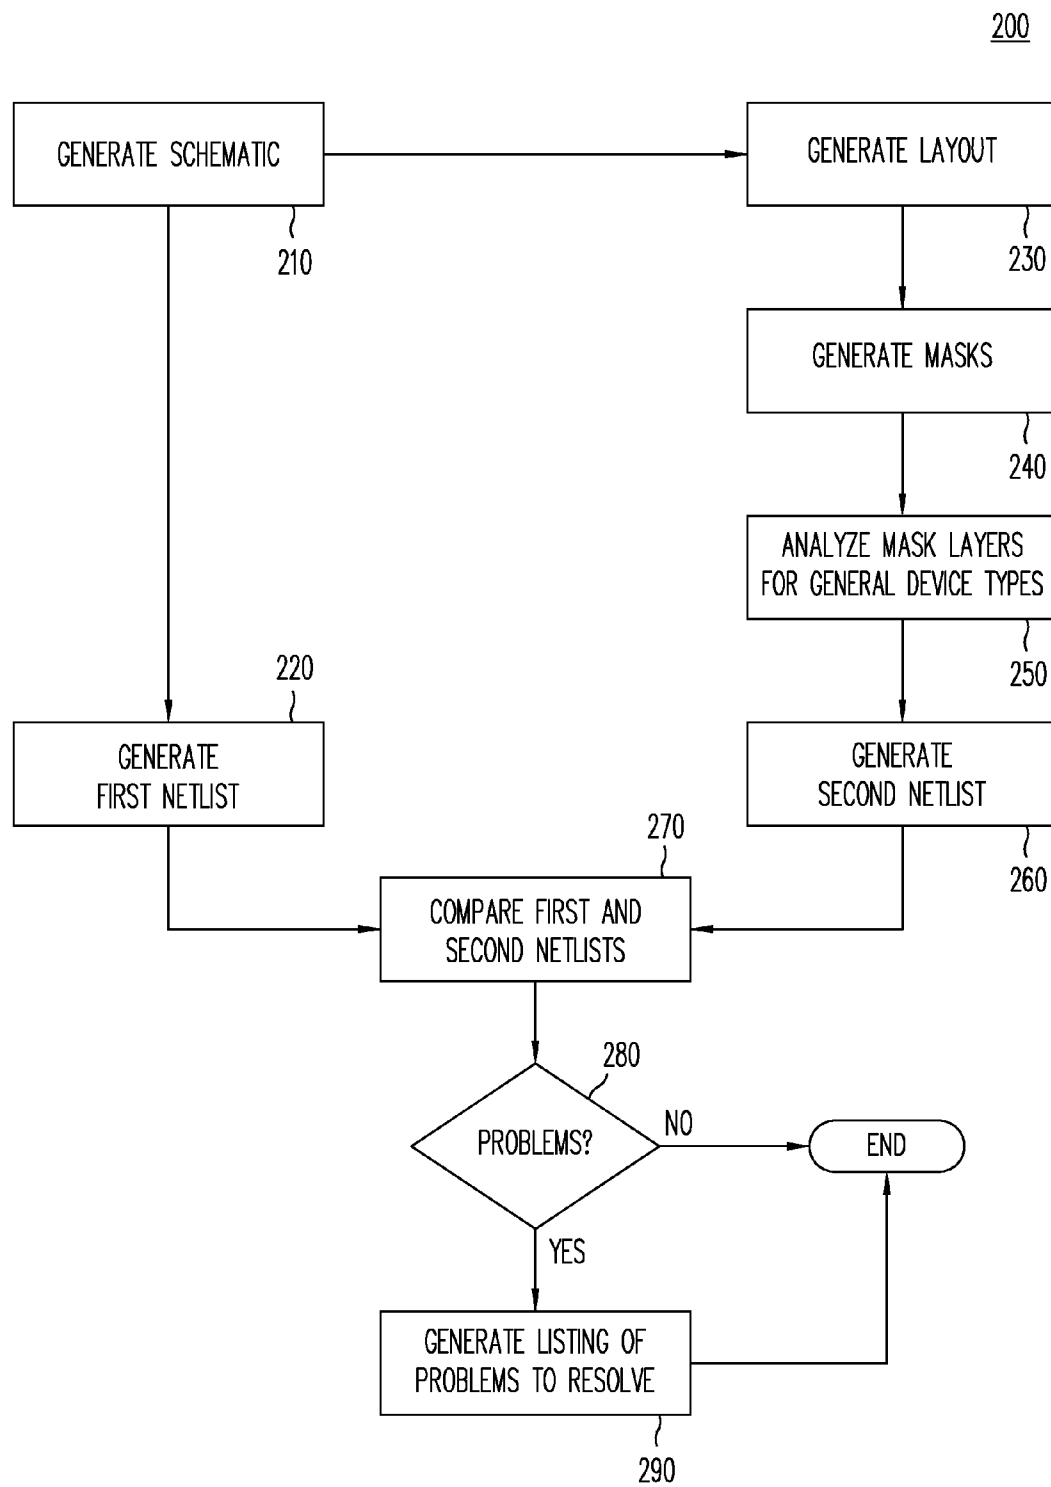 200
GENERATE SCHEMATIC
210
GENERATE LAYOUT
230
GENERATE MASKS
240
ANALYZE MASK LAYERS
FOR GENERAL DEVICE TYPES
250
220
GENERATE
FIRST NETLIST
GENERATE
SECOND NETLIST
260
270
COMPARE FIRST AND
SECOND NETLISTS
280
PROBLEMS?
NO
END
YES
GENERATE LISTING OF
PROBLEMS TO RESOLVE
290